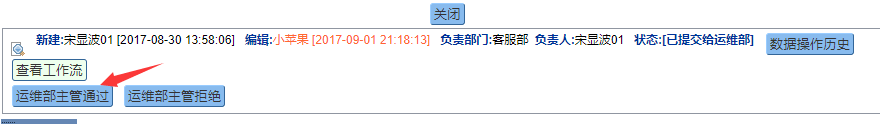 关闭
新建:宋显波01 [2017-08-30 13:58:06] 编辑:小苹果 [2017-09-01 21:18:13] 负责部门:客服部 负责人:宋显波01 状态:[已提交给运维部] 数据操作历史
查看工作流
运维部主管通过 运维部主管拒绝